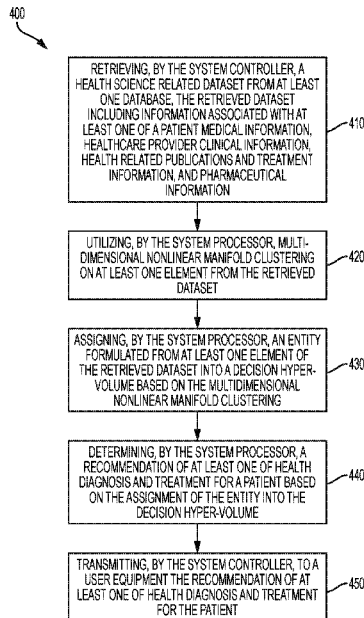 400
RETRIEVING, BY THE SYSTEM CONTROLLER, A
HEALTH SCIENCE RELATED DATASET FROM AT LEAST
ONE DATABASE, THE RETRIEVED DATASET
INCLUDING INFORMATION ASSOCIATED WITH AT
LEAST ONE OF A PATIENT MEDICAL INFORMATION,
HEALTHCARE PROVIDER CLINICAL INFORMATION,
HEALTH RELATED PUBLICATIONS AND TREATMENT
INFORMATION, AND PHARMACEUTICAL
INFORMATION
410
UTILIZING, BY THE SYSTEM PROCESSOR, MULTI-
DIMENSIONAL NONLINEAR MANIFOLD CLUSTERING
ON AT LEAST ONE ELEMENT FROM THE RETRIEVED
DATASET
420
ASSIGNING, BY THE SYSTEM PROCESSOR, AN ENTITY
FORMULATED FROM AT LEAST ONE ELEMENT OF
THE RETRIEVED DATASET INTO A DECISION HYPER-
VOLUME BASED ON THE MULTIDIMENSIONAL
NONLINEAR MANIFOLD CLUSTERING
430
DETERMINING, BY THE SYSTEM PROCESSOR, A
RECOMMENDATION OF AT LEAST ONE OF HEALTH
DIAGNOSIS AND TREATMENT FOR A PATIENT BASED
ON THE ASSIGNMENT OF THE ENTITY INTO THE
DECISION HYPER-VOLUME
440
TRANSMITTING, BY THE SYSTEM CONTROLLER, TO A
USER EQUIPMENT THE RECOMMENDATION OF AT
LEAST ONE OF HEALTH DIAGNOSIS AND TREATMENT
FOR THE PATIENT
450